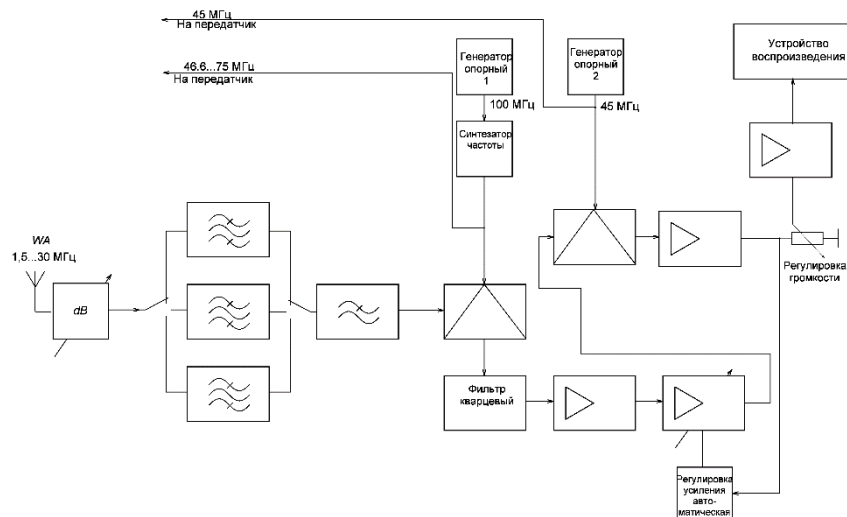 45 МГц
На передатчик
46.6...75 МГц
На передатчик
Генератор
опорный
1
Генератор
опорный
2
Устройство
воспроизведения
100 МГц
45 МГц
Синтезатор
частоты
WA
1,5...30 МГц
dB
Регулировка
громкости
Фильтр
кварцевый
Регулировка
усиления
авто-
матическая